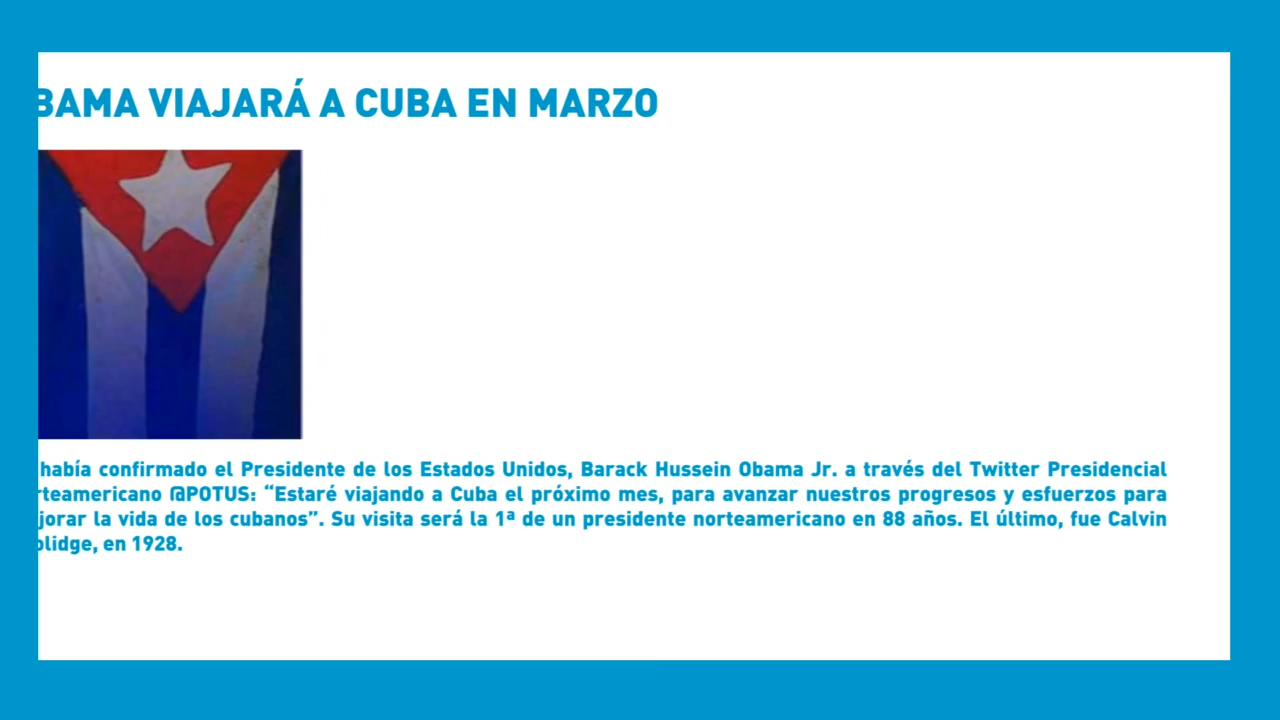 BAMA VIAJARÁ A CUBA EN MARZO
había confirmado el Presidente de los Estados Unidos, Barack Hussein Obama Jr. a través del Twitter Presidencial
rteamericano @POTUS: “Estaré viajando a Cuba el próximo mes, para avanzar nuestros progresos y esfuerzos para
jorar la vida de los cubanos”. Su visita será la 1ª de un presidente norteamericano en 88 años. El último, fue Calvin
olidge, en 1928.